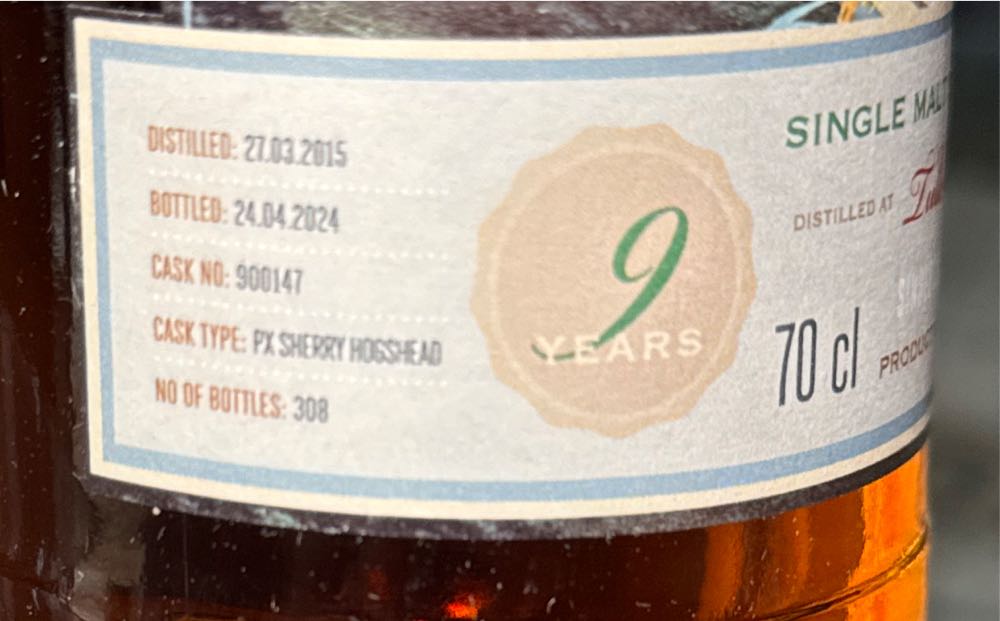 DISTILLED: 27.03.2015
BOTTLED: 24.04.2024
CASK NO: 900147
CASK TYPE: PX SHERRY HOGSHEAD
NO OF BOTTLES: 308
9
YEARS
SINGLE MALT
DISTILLED AT
70 cl